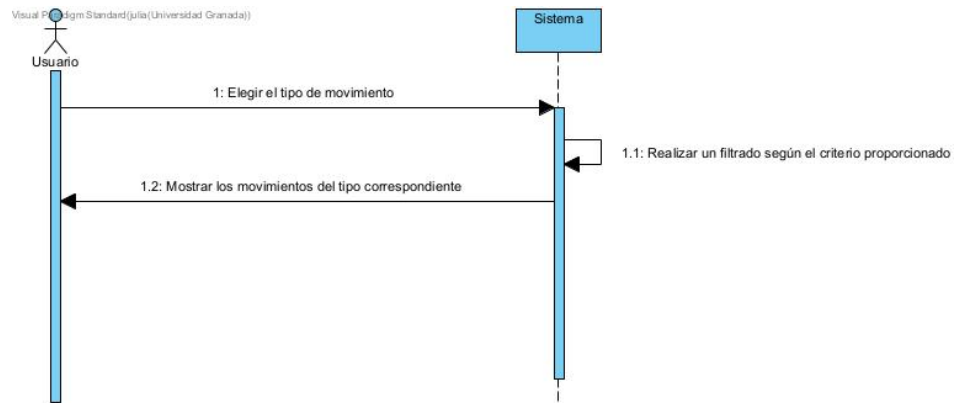 Visual Paradigm Standard(julia(Universidad Granada))
Sistema
Usuario
1: Elegir el tipo de movimiento
1.1: Realizar un filtrado según el criterio proporcionado
1.2: Mostrar los movimientos del tipo correspondiente